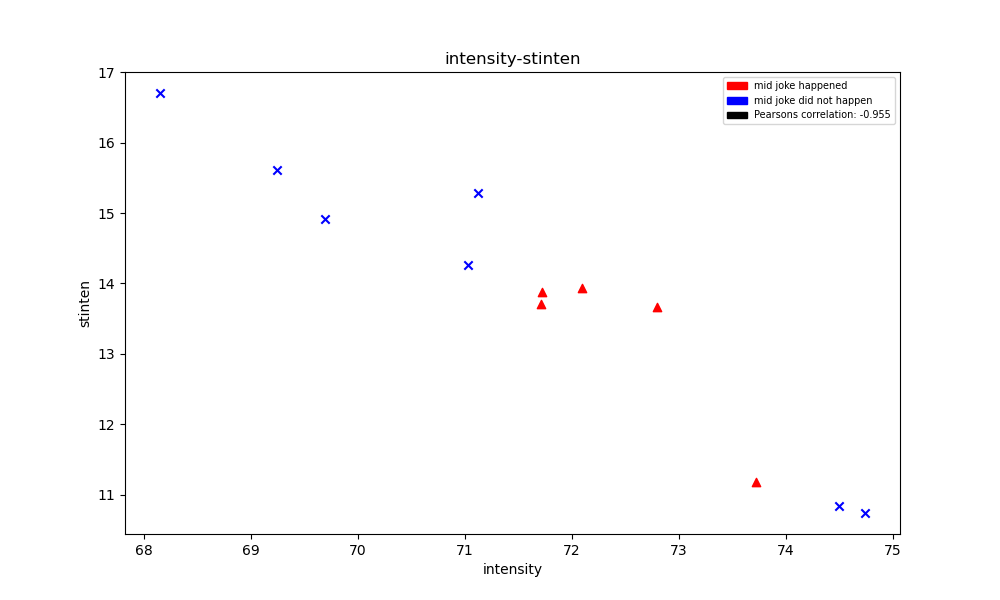 intensity-stinten
mid joke happened
mid joke did not happen
Pearsons correlation: -0.955
17
16
15
14
13
12
11
stinten
68 69 70 71 72 73 74 75
intensity